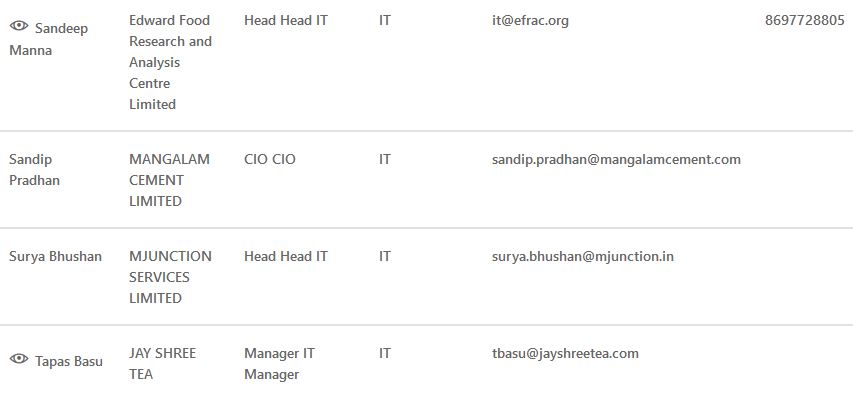 Sandeep Manna
Edward Food Research and Analysis Centre Limited
Head Head IT
IT
it@efrac.org
8697728805
Sandip Pradhan
MANGALAM CEMENT LIMITED
CIO CIO
IT
sandip.pradhan@mangalamcement.com
Surya Bhushan
MJUNCTION SERVICES LIMITED
Head Head IT
IT
surya.bhushan@mjunction.in
Tapas Basu
JAY SHREE TEA
Manager IT Manager
IT
tbasu@jayshreetea.com